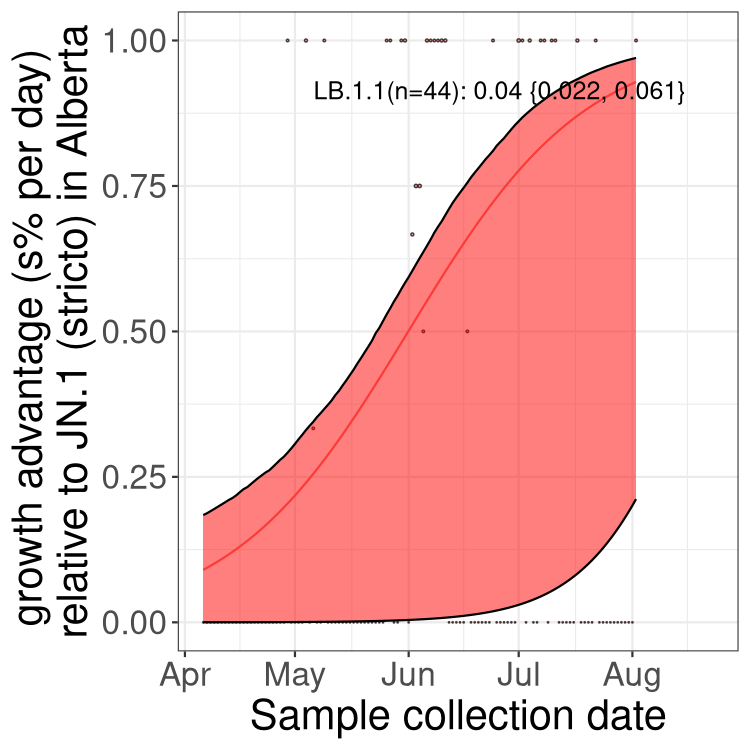 growth advantage (s% per day)
relative to JN.1 (stricto) in Alberta
1.00
0.75
0.50
0.25
0.00
LB.1.1(n=44): 0.04 {0.022, 0.061}
Apr May Jun Jul Aug
Sample collection date